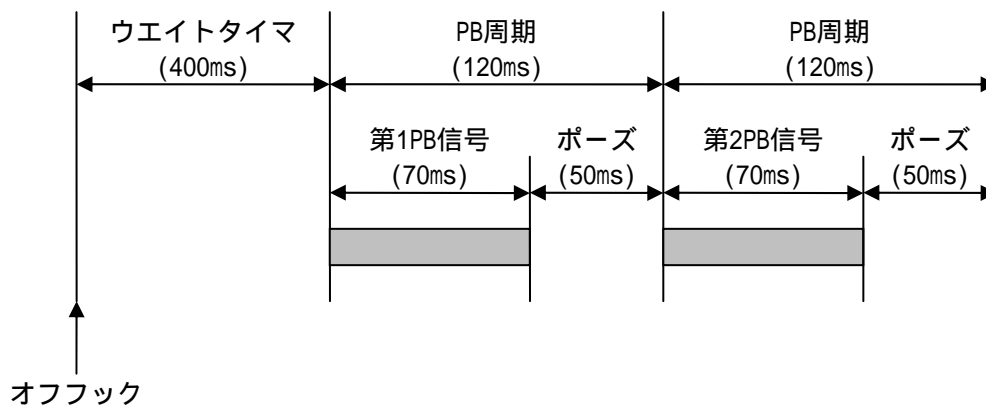 ウエイトタイマ
(400ms)
PB周期
(120ms)
PB周期
(120ms)
第1PB信号
(70ms)
ポーズ
(50ms)
第2PB信号
(70ms)
ポーズ
(50ms)
オフフック